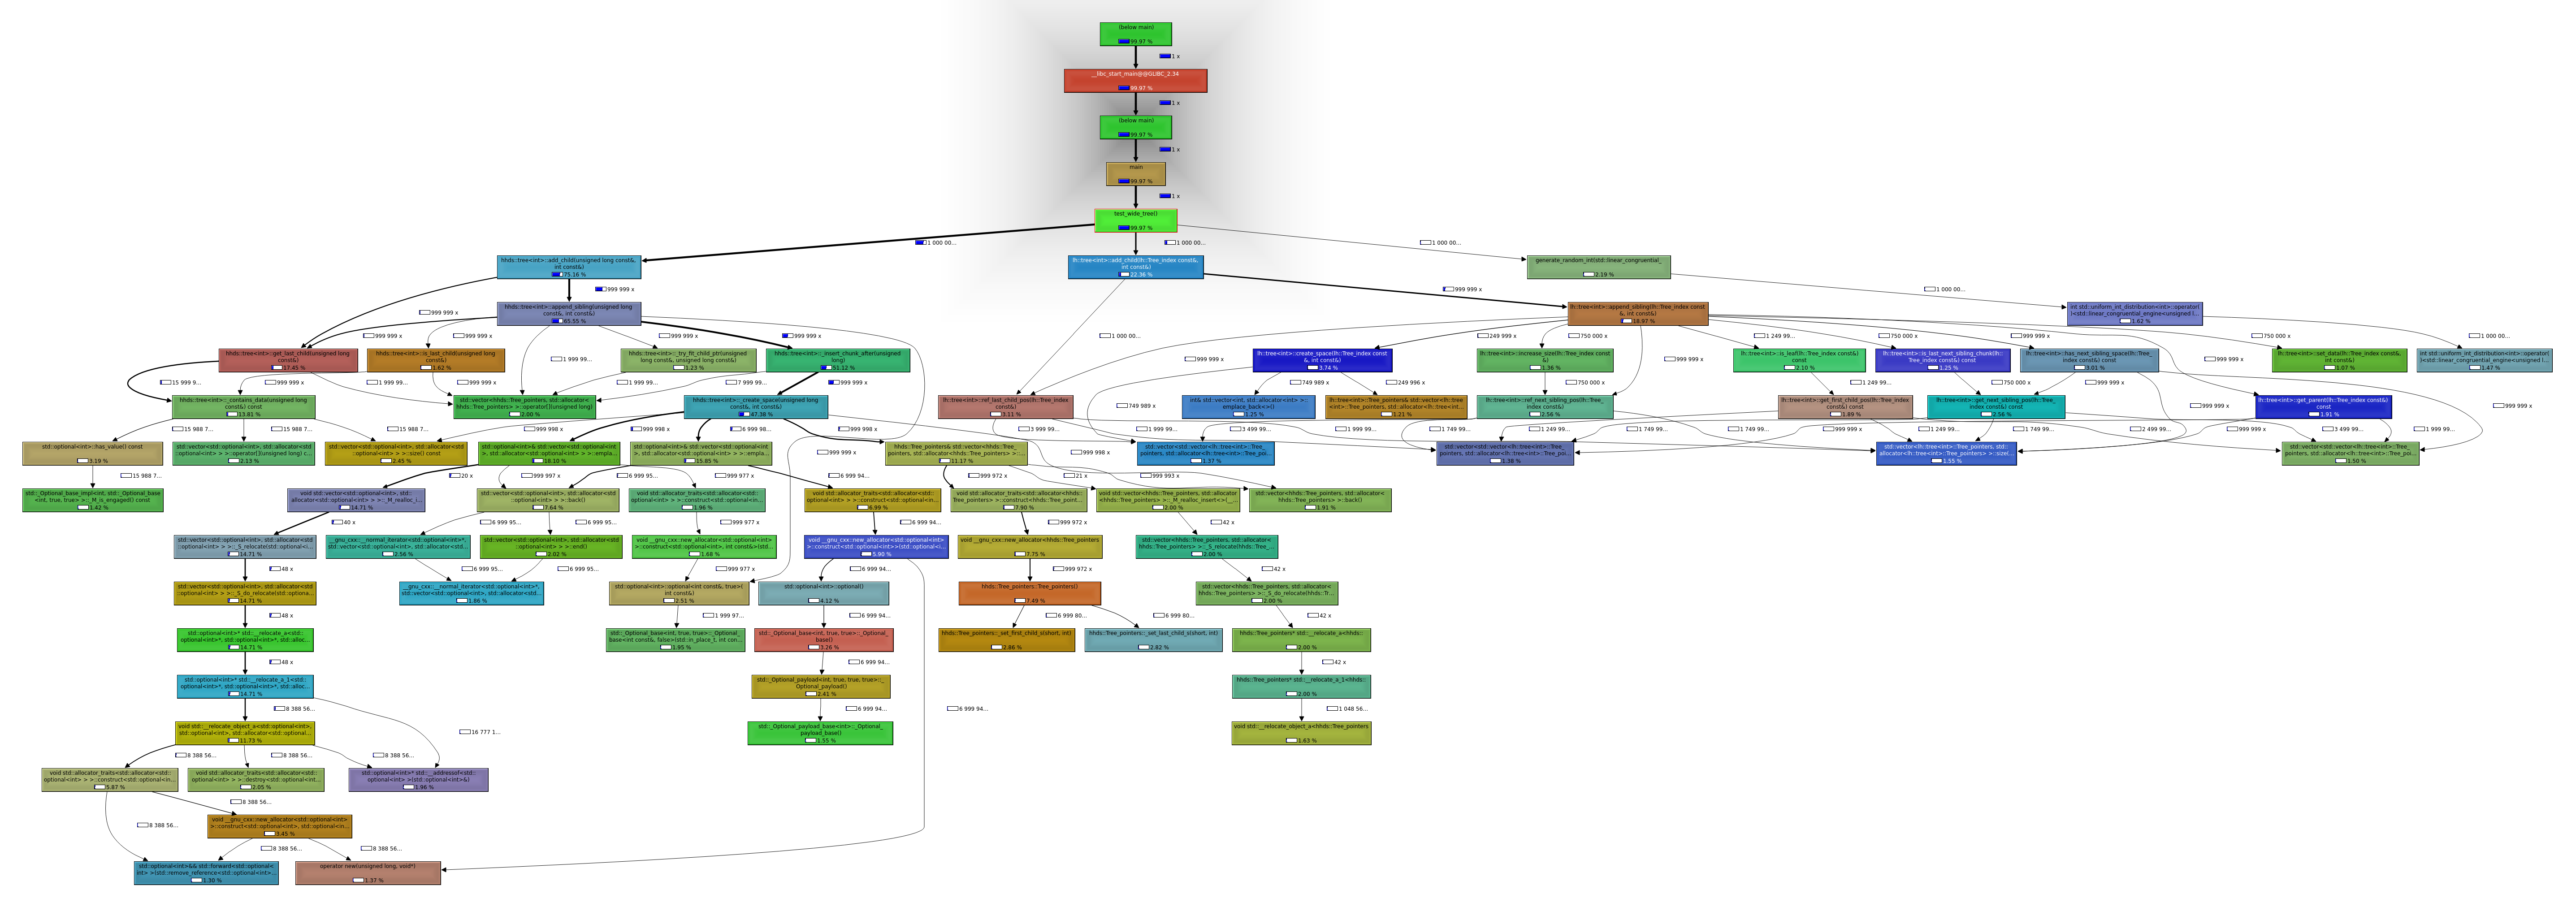 (below main)
99.97 %
1 x
__libc_start_main@@GLIBC_2.34
99.97 %
1 x
(below main)
99.97 %
1 x
main
99.97 %
1 x
test_wide_tree()
99.97 %
1 000 00...
1 000 00...
1 000 00...
hhds::tree<int>::add_child(unsigned long const&,
int const&)
75.16 %
lh::tree<int>::add_child(lh::Tree_index const&,
int const&)
22.36 %
generate_random_int(std::linear_congruential_
2.19 %
999 999 x
999 999 x
1 000 00...
hhds::tree<int>::append_sibling(unsigned long
const&, int const&)
65.55 %
lh::tree<int>::append_sibling(lh::Tree_index const
&, int const&)
18.97 %
int std::uniform_int_distribution<int>::operator(
)<std::linear_congruential_engine<unsigned l...
1.62 %
999 999 x
999 999 x
999 999 x
999 999 x
999 999 x
1 000 00...
249 999 x
750 000 x
1 249 99...
750 000 x
999 999 x
750 000 x
1 000 00...
hhds::tree<int>::get_last_child(unsigned long
const&)
17.45 %
hhds::tree<int>::is_last_child(unsigned long
const&)
1.62 %
1 999 99...
hhds::tree<int>::_try_fit_child_ptr(unsigned
long const&, unsigned long const&)
1.23 %
hhds::tree<int>::_insert_chunk_after(unsigned
long)
51.12 %
999 999 x
lh::tree<int>::create_space(lh::Tree_index const
&, int const&)
3.74 %
lh::tree<int>::increase_size(lh::Tree_index const
&)
1.36 %
999 999 x
lh::tree<int>::is_leaf(lh::Tree_index const&)
const
2.10 %
lh::tree<int>::is_last_next_sibling_chunk(lh::
Tree_index const&) const
1.25 %
lh::tree<int>::has_next_sibling_space(lh::Tree_
index const&) const
3.01 %
999 999 x
lh::tree<int>::set_data(lh::Tree_index const&,
int const&)
1.07 %
int std::uniform_int_distribution<int>::operator(
)<std::linear_congruential_engine<unsigned l...
1.47 %
15 999 9...
999 999 x
1 999 99...
999 999 x
1 999 99...
7 999 99...
999 999 x
749 989 x
249 996 x
750 000 x
1 249 99...
750 000 x
999 999 x
hhds::tree<int>::_contains_data(unsigned long
const&) const
13.81 %
std::vector<hhds::Tree_pointers, std::allocator<
hhds::Tree_pointers> >::operator[](unsigned long)
2.00 %
hhds::tree<int>::_create_space(unsigned long
const&, int const&)
47.38 %
lh::tree<int>::ref_last_child_pos(lh::Tree_index
const&)
3.11 %
749 989 x
int& std::vector<int, std::allocator<int> >::
emplace_back<>()
1.25 %
lh::tree<int>::Tree_pointers& std::vector<lh::tree
<int>::Tree_pointers, std::allocator<lh::tree<int...
1.21 %
lh::tree<int>::ref_next_sibling_pos(lh::Tree_
index const&)
2.56 %
lh::tree<int>::get_first_child_pos(lh::Tree_index
const&) const
1.89 %
lh::tree<int>::get_next_sibling_pos(lh::Tree_
index const&) const
2.56 %
999 999 x
lh::tree<int>::get_parent(lh::Tree_index const&)
const
1.91 %
999 999 x
15 988 7...
15 988 7...
15 988 7...
999 998 x
999 998 x
6 999 98...
999 998 x
3 999 99...
1 999 99...
3 499 99...
1 999 99...
1 749 99...
1 249 99...
1 749 99...
999 999 x
1 249 99...
1 749 99...
2 499 99...
999 999 x
3 499 99...
1 999 99...
std::optional<int>::has_value() const
3.19 %
std::vector<std::optional<int>, std::allocator<std
::optional<int> > >::operator[](unsigned long) c...
2.13 %
std::vector<std::optional<int>, std::allocator<std
::optional<int> > >::size() const
2.45 %
std::optional<int>& std::vector<std::optional<int
>, std::allocator<std::optional<int> > >::empla...
18.10 %
std::optional<int>& std::vector<std::optional<int
>, std::allocator<std::optional<int> > >::empla...
15.85 %
999 999 x
hhds::Tree_pointers& std::vector<hhds::Tree_
pointers, std::allocator<hhds::Tree_pointers> >::...
11.17 %
999 998 x
std::vector<std::vector<lh::tree<int>::Tree_
pointers, std::allocator<lh::tree<int>::Tree_poi...
1.37 %
std::vector<std::vector<lh::tree<int>::Tree_
pointers, std::allocator<lh::tree<int>::Tree_poi...
1.38 %
std::vector<lh::tree<int>::Tree_pointers, std::
allocator<lh::tree<int>::Tree_pointers> >::size(...
1.55 %
std::vector<std::vector<lh::tree<int>::Tree_
pointers, std::allocator<lh::tree<int>::Tree_poi...
1.50 %
15 988 7...
20 x
999 997 x
6 999 95...
999 977 x
6 999 94...
999 972 x
21 x
999 993 x
std::_Optional_base_impl<int, std::_Optional_base
<int, true, true> >::_M_is_engaged() const
1.42 %
void std::vector<std::optional<int>, std::
allocator<std::optional<int> > >::_M_realloc_i...
14.71 %
std::vector<std::optional<int>, std::allocator<std
::optional<int> > >::back()
7.64 %
void std::allocator_traits<std::allocator<std::
optional<int> > >::construct<std::optional<in...
1.96 %
void std::allocator_traits<std::allocator<std::
optional<int> > >::construct<std::optional<in...
6.99 %
void std::allocator_traits<std::allocator<hhds::
Tree_pointers> >::construct<hhds::Tree_point...
7.90 %
void std::vector<hhds::Tree_pointers, std::allocator
<hhds::Tree_pointers> >::_M_realloc_insert<>(__...
2.00 %
std::vector<hhds::Tree_pointers, std::allocator<
hhds::Tree_pointers> >::back()
1.91 %
40 x
6 999 95...
6 999 95...
999 977 x
6 999 94...
999 972 x
42 x
std::vector<std::optional<int>, std::allocator<std
::optional<int> > >::_S_relocate(std::optional<i...
14.71 %
__gnu_cxx::__normal_iterator<std::optional<int>*,
std::vector<std::optional<int>, std::allocator<std...
2.56 %
std::vector<std::optional<int>, std::allocator<std
::optional<int> > >::end()
2.02 %
void __gnu_cxx::new_allocator<std::optional<int>
>::construct<std::optional<int>, int const&>(std...
1.68 %
void __gnu_cxx::new_allocator<std::optional<int>
>::construct<std::optional<int>>(std::optional<i...
5.90 %
void __gnu_cxx::new_allocator<hhds::Tree_pointers
7.75 %
std::vector<hhds::Tree_pointers, std::allocator<
hhds::Tree_pointers> >::_S_relocate(hhds::Tree_...
2.00 %
48 x
6 999 95...
6 999 95...
999 977 x
6 999 94...
999 972 x
42 x
std::vector<std::optional<int>, std::allocator<std
::optional<int> > >::_S_do_relocate(std::optiona...
14.71 %
__gnu_cxx::__normal_iterator<std::optional<int>*,
std::vector<std::optional<int>, std::allocator<std...
1.86 %
std::optional<int>::optional<int const&, true>(
int const&)
2.51 %
std::optional<int>::optional()
4.12 %
hhds::Tree_pointers::Tree_pointers()
7.49 %
std::vector<hhds::Tree_pointers, std::allocator<
hhds::Tree_pointers> >::_S_do_relocate(hhds::Tr...
2.00 %
48 x
1 999 97...
6 999 94...
6 999 80...
6 999 80...
42 x
std::optional<int>* std::__relocate_a<std::
optional<int>*, std::optional<int>*, std::alloc...
14.71 %
std::_Optional_base<int, true, true>::_Optional_
base<int const&, false>(std::in_place_t, int con...
1.95 %
std::_Optional_base<int, true, true>::_Optional_
base()
3.26 %
hhds::Tree_pointers::_set_first_child_s(short, int)
2.86 %
hhds::Tree_pointers::_set_last_child_s(short, int)
2.82 %
hhds::Tree_pointers* std::__relocate_a<hhds::
2.00 %
48 x
6 999 94...
42 x
std::optional<int>* std::__relocate_a_1<std::
optional<int>*, std::optional<int>*, std::alloc...
14.71 %
std::_Optional_payload<int, true, true, true>::_
Optional_payload()
2.41 %
hhds::Tree_pointers* std::__relocate_a_1<hhds::
2.00 %
8 388 56...
6 999 94...
6 999 94...
1 048 56...
void std::__relocate_object_a<std::optional<int>,
std::optional<int>, std::allocator<std::optional...
11.73 %
16 777 1...
std::_Optional_payload_base<int>::_Optional_
payload_base()
1.55 %
void std::__relocate_object_a<hhds::Tree_pointers
1.63 %
8 388 56...
8 388 56...
8 388 56...
void std::allocator_traits<std::allocator<std::
optional<int> > >::construct<std::optional<in...
5.87 %
void std::allocator_traits<std::allocator<std::
optional<int> > >::destroy<std::optional<int...
2.05 %
std::optional<int>* std::__addressof<std::
optional<int> >(std::optional<int>&)
1.96 %
8 388 56...
8 388 56...
void __gnu_cxx::new_allocator<std::optional<int>
>::construct<std::optional<int>, std::optional<in...
3.45 %
8 388 56...
8 388 56...
std::optional<int>&& std::forward<std::optional<
int> >(std::remove_reference<std::optional<int>...
1.30 %
operator new(unsigned long, void*)
1.37 %